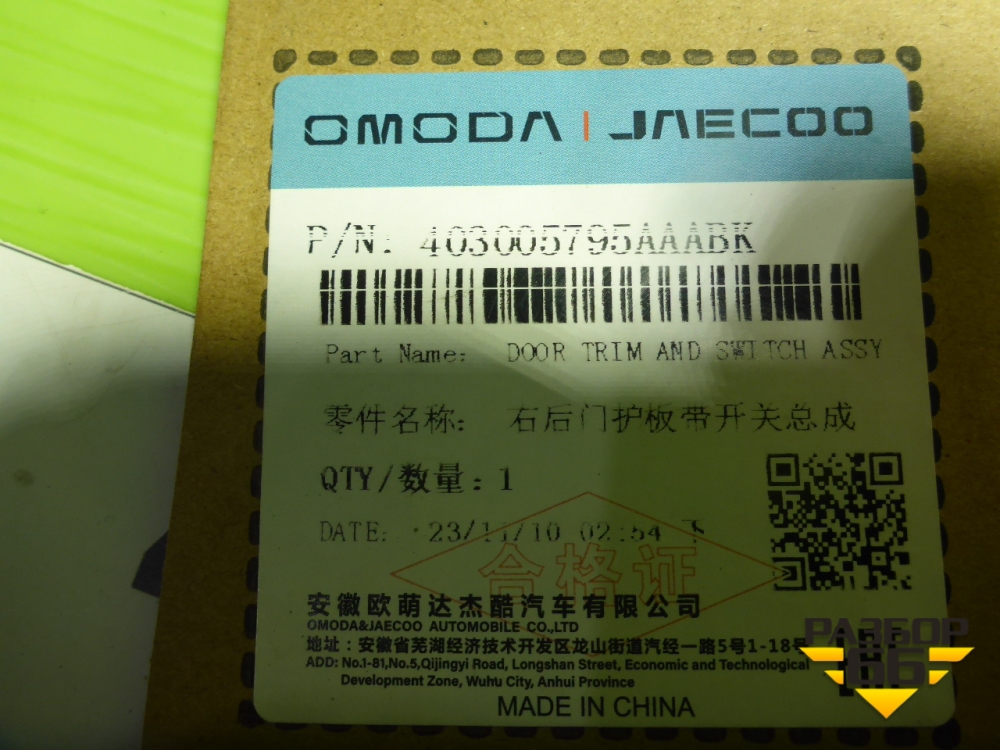 OMODA | JAECOO
P/N: 403005795AAABK
Part Name: DOOR TRIM AND SWITCH ASSY
零件名称: 右后门护板带开关总成
QTY/数量: 1
DATE: 23/11/10 02:54 下
合格证
安徽欧萌达杰酷汽车有限公司
OMODA&JAECOO AUTOMOBILE CO.,LTD
地址：安徽省芜湖经济技术开发区龙山街道汽经一路5号1-18号
ADD: No.1-81,No.5,Qijingyi Road, Longshan Street, Economic and Technological
Development Zone, Wuhu City, Anhui Province
MADE IN CHINA
РАЗБОР
66